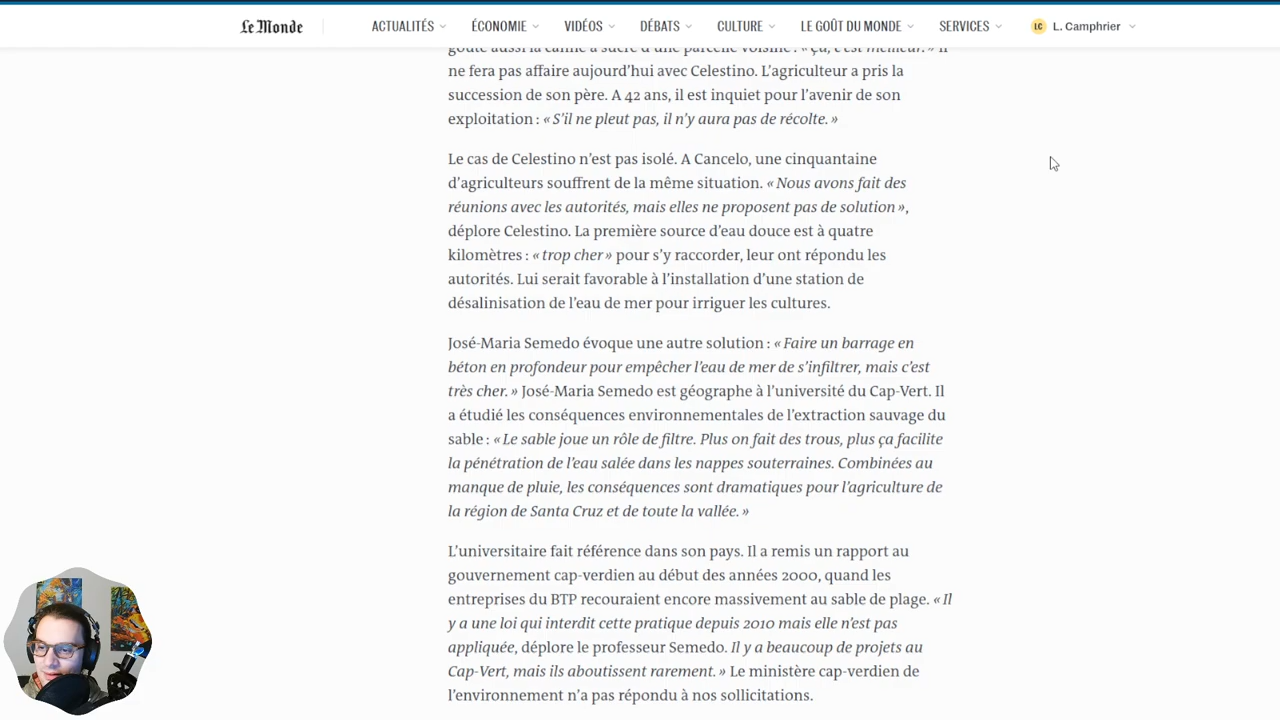 Le Monde
ACTUALITÉS
ÉCONOMIE
VIDÉOS
DÉBATS
CULTURE
LE GOÛT DU MONDE
SERVICES
LC
L. Camphrier
goûte aussi la canne à sucre d'une parcelle voisine : « Ça, c'est meilleur. » Il
ne fera pas affaire aujourd'hui avec Celestino. L'agriculteur a pris la
succession de son père. A 42 ans, il est inquiet pour l'avenir de son
exploitation : « S'il ne pleut pas, il n'y aura pas de récolte. »
Le cas de Celestino n'est pas isolé. A Cancelo, une cinquantaine
d'agriculteurs souffrent de la même situation. « Nous avons fait des
réunions avec les autorités, mais elles ne proposent pas de solution »,
déplore Celestino. La première source d'eau douce est à quatre
kilomètres : « trop cher » pour s'y raccorder, leur ont répondu les
autorités. Lui serait favorable à l'installation d'une station de
désalinisation de l'eau de mer pour irriguer les cultures.
José-Maria Semedo évoque une autre solution : « Faire un barrage en
béton en profondeur pour empêcher l'eau de mer de s'infiltrer, mais c'est
très cher. » José-Maria Semedo est géographe à l'université du Cap-Vert. Il
a étudié les conséquences environnementales de l'extraction sauvage du
sable : « Le sable joue un rôle de filtre. Plus on fait des trous, plus ça facilite
la pénétration de l'eau salée dans les nappes souterraines. Combinées au
manque de pluie, les conséquences sont dramatiques pour l'agriculture de
la région de Santa Cruz et de toute la vallée. »
L'universitaire fait référence dans son pays. Il a remis un rapport au
gouvernement cap-verdien au début des années 2000, quand les
entreprises du BTP recouraient encore massivement au sable de plage. « Il
y a une loi qui interdit cette pratique depuis 2010 mais elle n'est pas
appliquée, déplore le professeur Semedo. Il y a beaucoup de projets au
Cap-Vert, mais ils aboutissent rarement. » Le ministère cap-verdien de
l'environnement n'a pas répondu à nos sollicitations.